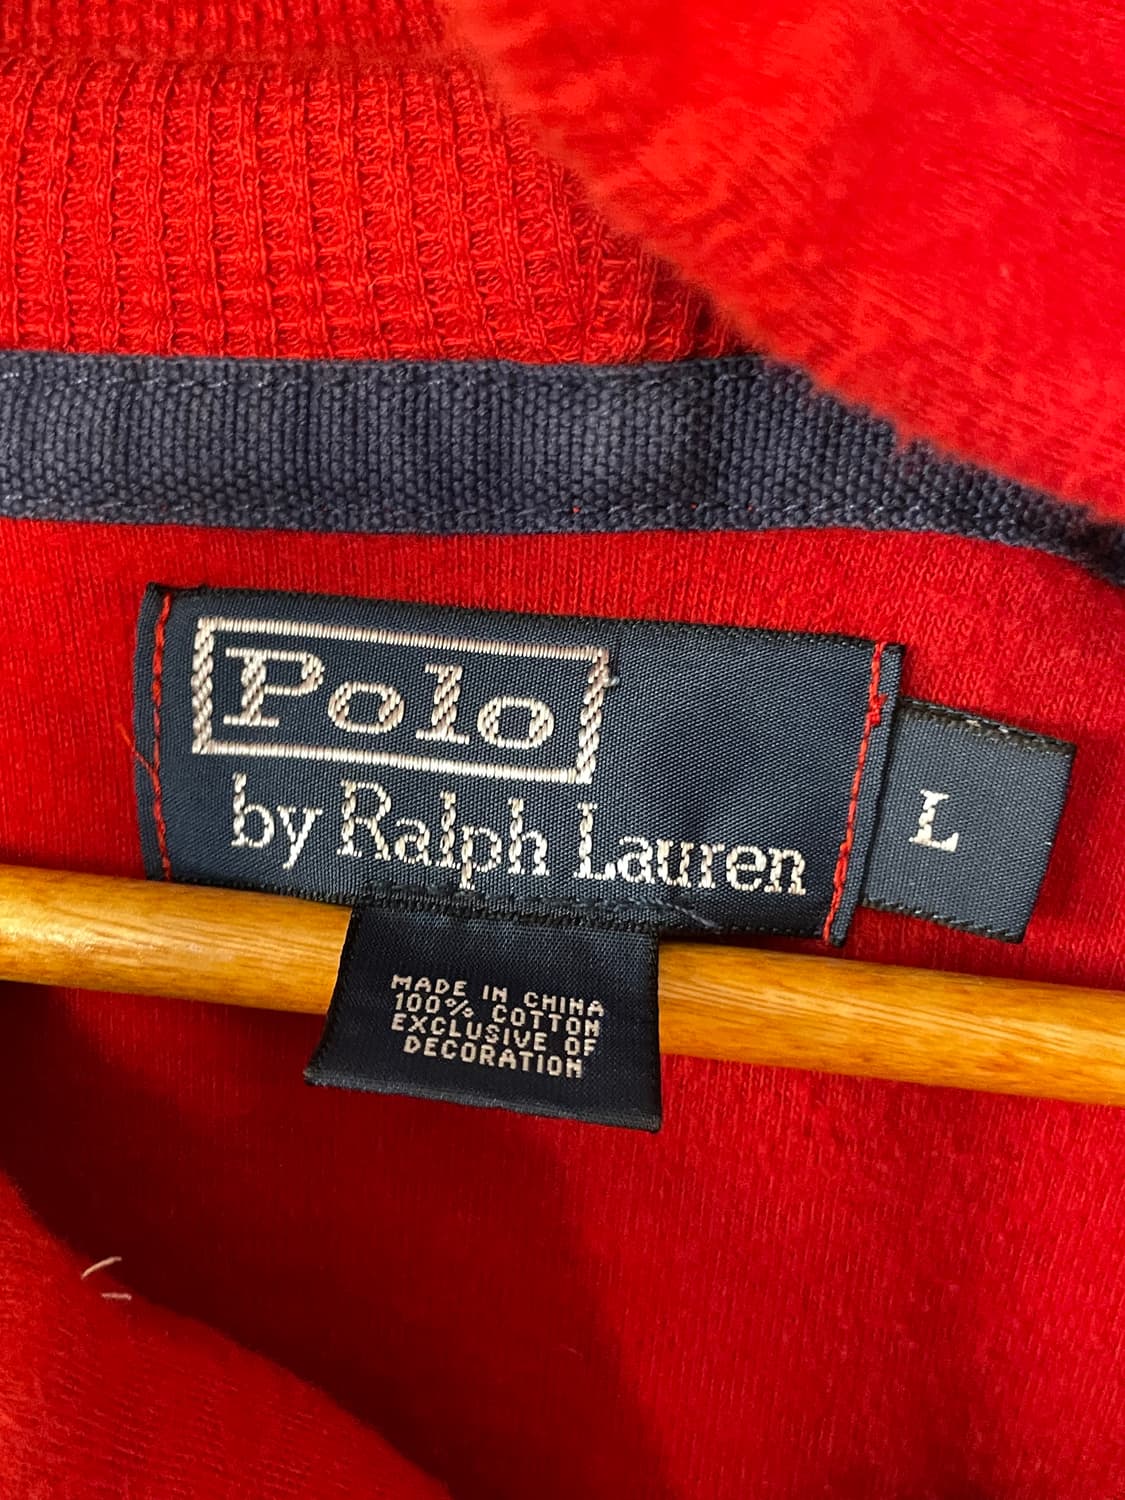 Polo
by Ralph Lauren
L
MADE IN CHINA
100% COTTON
EXCLUSIVE OF
DECORATION